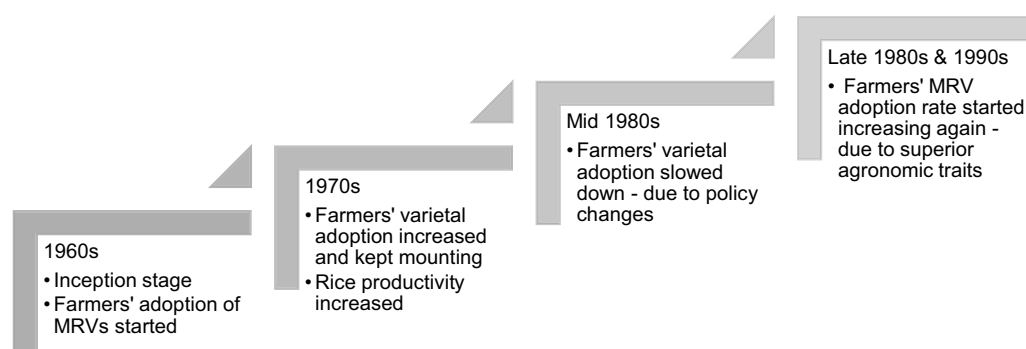 1960s
• Inception stage
• Farmers' adoption of
MRVs started
1970s
• Farmers' varietal
adoption increased
and kept mounting
• Rice productivity
increased
Mid 1980s
• Farmers' varietal
adoption slowed
down - due to policy
changes
Late 1980s & 1990s
• Farmers' MRV
adoption rate started
increasing again -
due to superior
agronomic traits